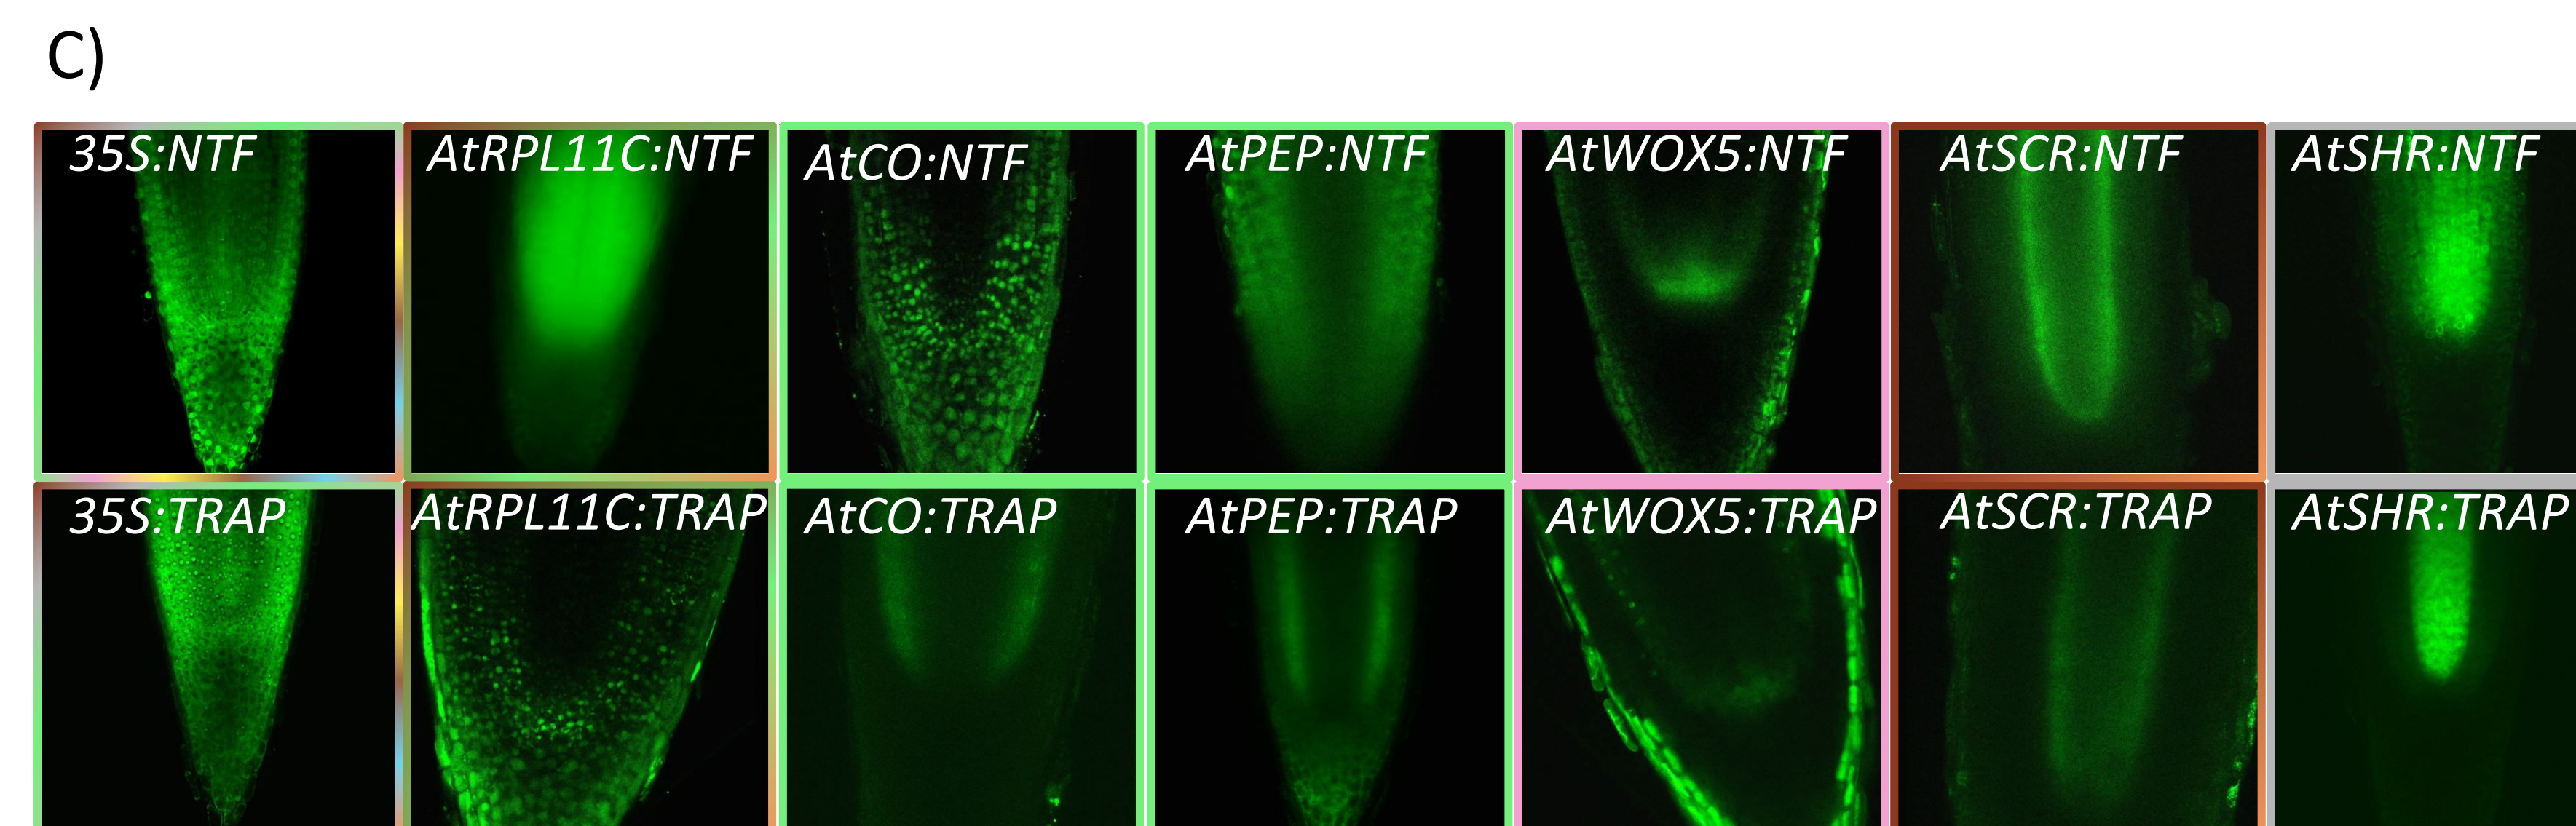 C)
35S:NTF
AtRPL11C:NTF
AtCO:NTF
AtPEP:NTF
AtWOX5:NTF
AtSCR:NTF
AtSHR:NTF
35S:TRAP
AtRPL11C:TRAP
AtCO:TRAP
AtPEP:TRAP
AtWOX5:TRAP
AtSCR:TRAP
AtSHR:TRAP